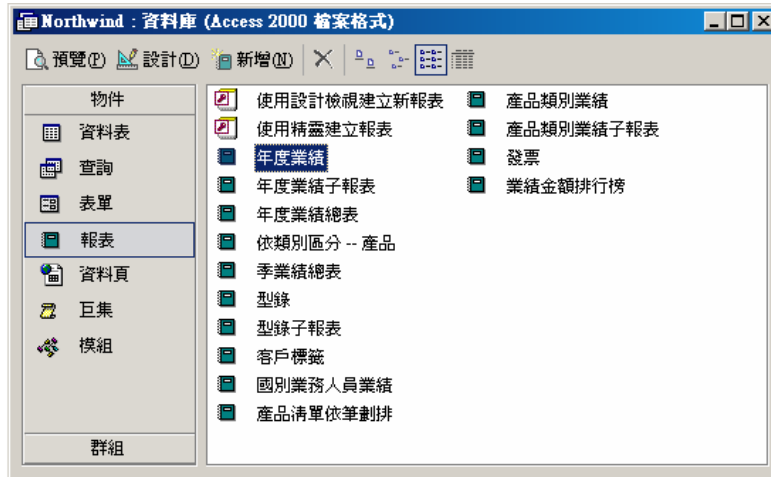 Northwind : 資料庫 (Access 2000 檔案格式)
預覽(P) 設計(D) 新增(N)
物件
資料表
查詢
表單
報表
資料頁
巨集
模組
群組
使用設計檢視建立新報表
使用精靈建立報表
年度業績
年度業績子報表
年度業績總表
依類別區分 -- 產品
季業績總表
型錄
型錄子報表
客戶標籤
國別業務人員業績
產品清單依筆劃排
產品類別業績
產品類別業績子報表
發票
業績金額排行榜